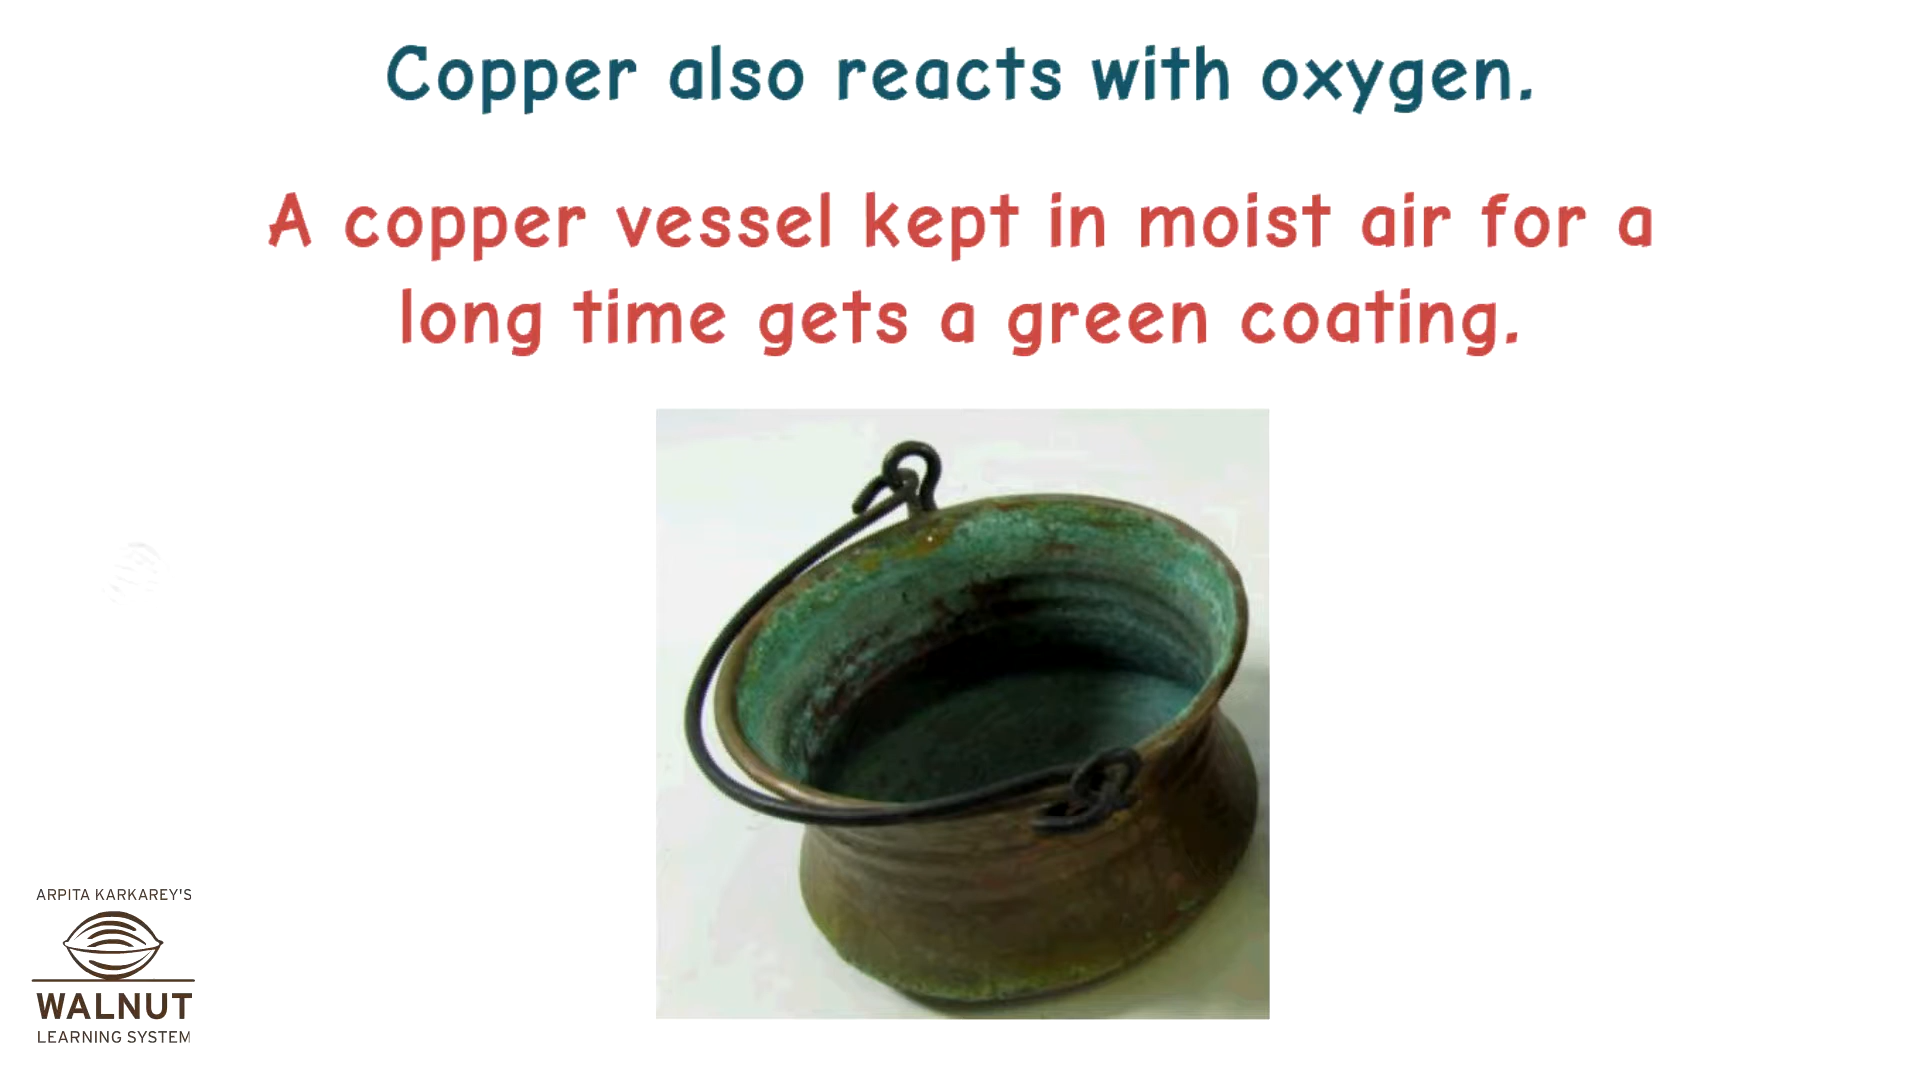 Copper also reacts with oxygen.
A copper vessel kept in moist air for a
long time gets a green coating.
ARPITA KARKAREY'S
WALNUT
LEARNING SYSTEM